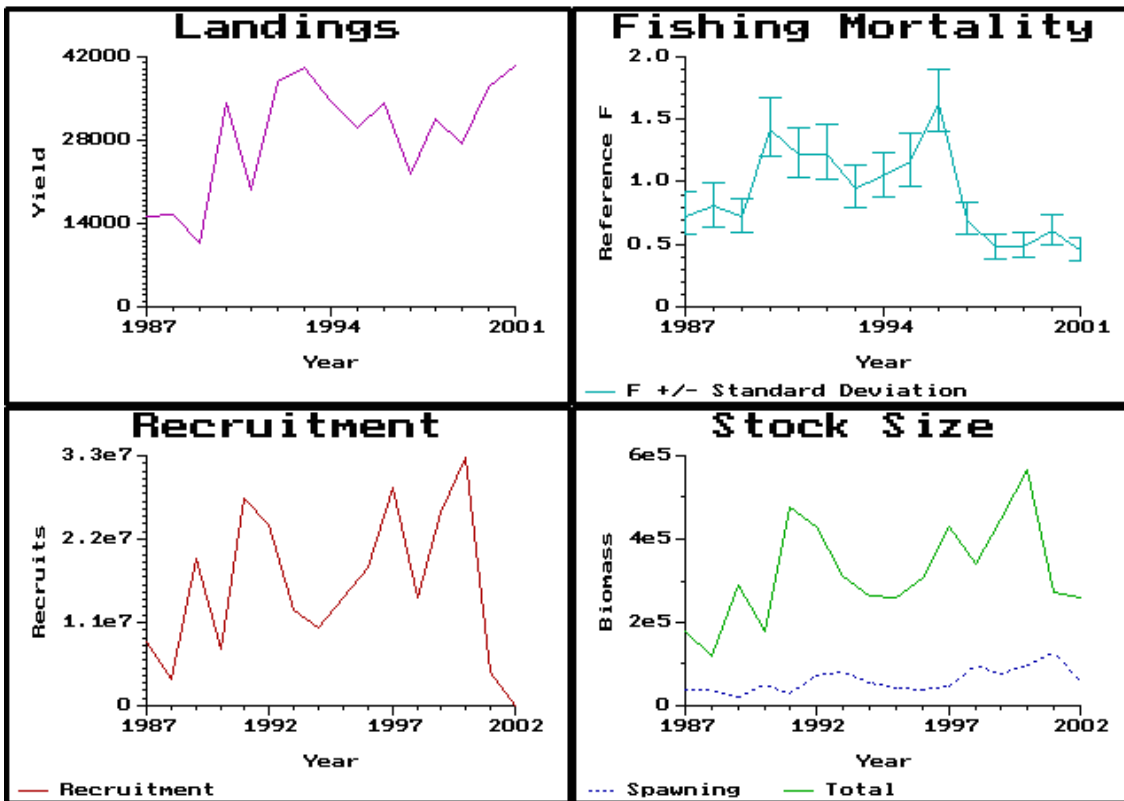 Landings
42000
28000
14000
0
Yield
1987 1994 2001
Year
Fishing Mortality
2.0
1.5
1.0
0.5
0
Reference F
1987 1994 2001
Year
F +/- Standard Deviation
Recruitment
3.3e7
2.2e7
1.1e7
0
Recruits
1987 1992 1997 2002
Year
Recruitment
Stock Size
6e5
4e5
2e5
0
Biomass
1987 1992 1997 2002
Year
Spawning Total